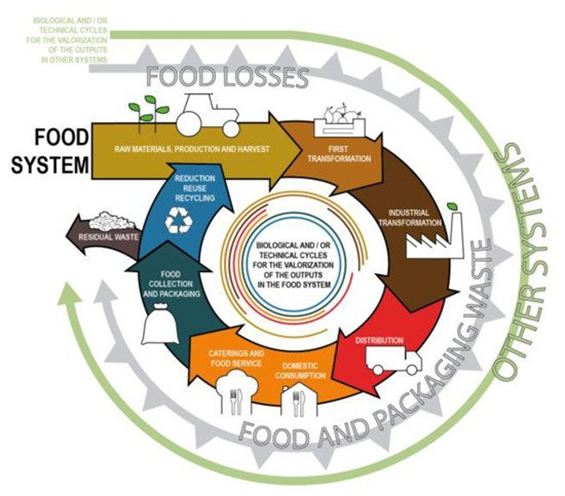 BIOLOGICAL AND / OR
TECHNICAL CYCLES
FOR THE VALORIZATION
OF THE OUTPUTS
IN OTHER SYSTEMS
FOOD LOSSES
FOOD
SYSTEM
RAW MATERIALS, PRODUCTION AND HARVEST
FIRST
TRANSFORMATION
INDUSTRIAL
TRANSFORMATION
DISTRIBUTION
DOMESTIC
CONSUMPTION
CATERINGS AND
FOOD SERVICE
FOOD
COLLECTION
AND PACKAGING
RESIDUAL WASTE
REDUCTION
REUSE
RECYCLING
BIOLOGICAL AND / OR
TECHNICAL CYCLES
FOR THE VALORIZATION
OF THE OUTPUTS
IN THE FOOD SYSTEM
FOOD AND PACKAGING WASTE
OTHER SYSTEMS